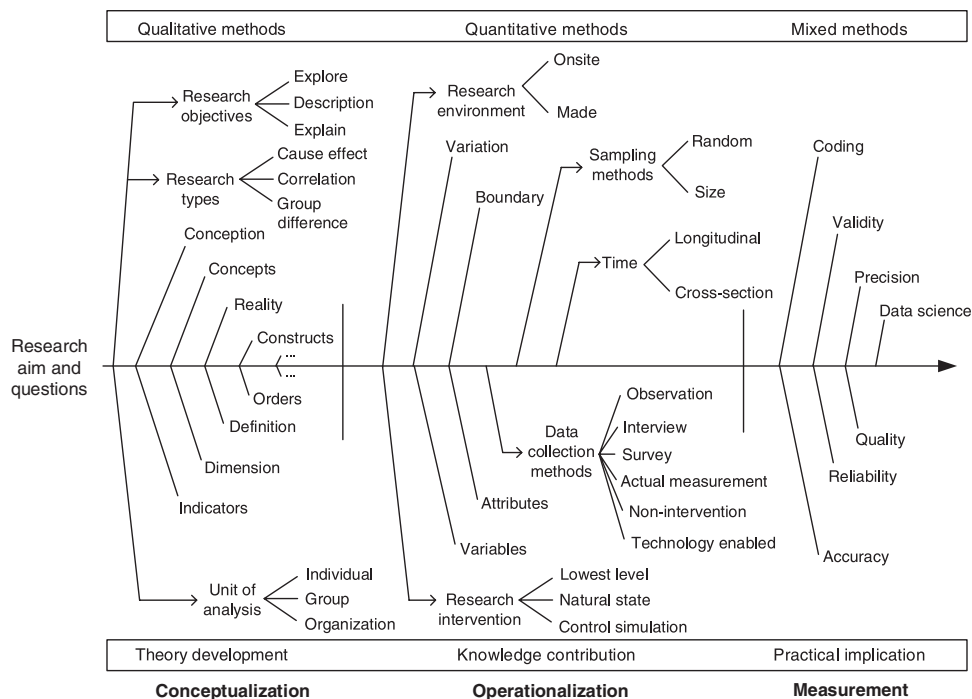 Qualitative methods
Quantitative methods
Mixed methods
Research
objectives
Explore
Description
Explain
Research
types
Cause effect
Correlation
Group
difference
Conception
Concepts
Reality
Constructs
...
...
Orders
Definition
Dimension
Indicators
Unit of
analysis
Individual
Group
Organization
Research
aim and
questions
Research
environment
Onsite
Made
Variation
Boundary
Sampling
methods
Random
Size
Time
Longitudinal
Cross-section
Data
collection
methods
Observation
Interview
Survey
Actual measurement
Non-intervention
Technology enabled
Attributes
Variables
Research
intervention
Lowest level
Natural state
Control simulation
Coding
Validity
Precision
Data science
Quality
Reliability
Accuracy
Theory development
Knowledge contribution
Practical implication
Conceptualization
Operationalization
Measurement